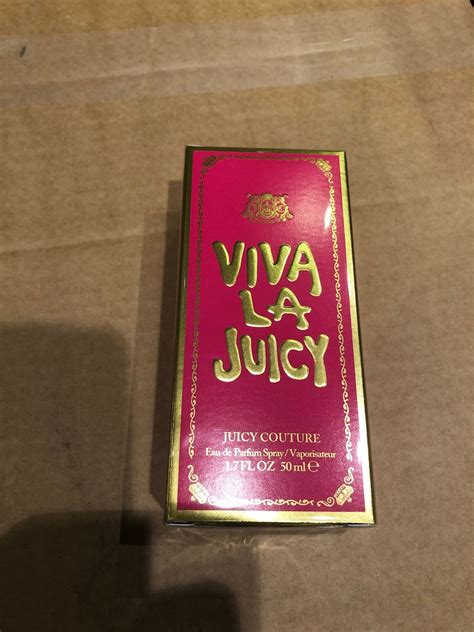 VIVA
LA
JUICY
JUICY COUTURE
Eau de Parfum Spray / Vaporisateur
1.7 FL OZ 50 ml ℮